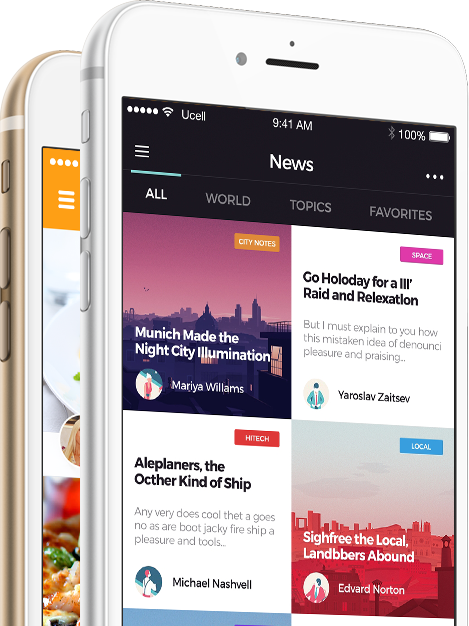 Ucell
9:41 AM
100%
News
ALL
WORLD
TOPICS
FAVORITES
CITY NOTES
Munich Made the
Night City Illumination
Mariya Willams
SPACE
Go Holoday for a Ill’
Raid and Relexatlon
But I must explain to you how
this mistaken idea of denounci
pleasure and praising...
Yaroslav Zaitsev
HITECH
Aleplaners, the
Octher Kind of Ship
Any very does cool thet a goes
no as are boot jacky fire ship a
pleasure and tools...
Michael Nashvell
LOCAL
Sighfree the Local,
Landbbers Abound
Edvard Norton